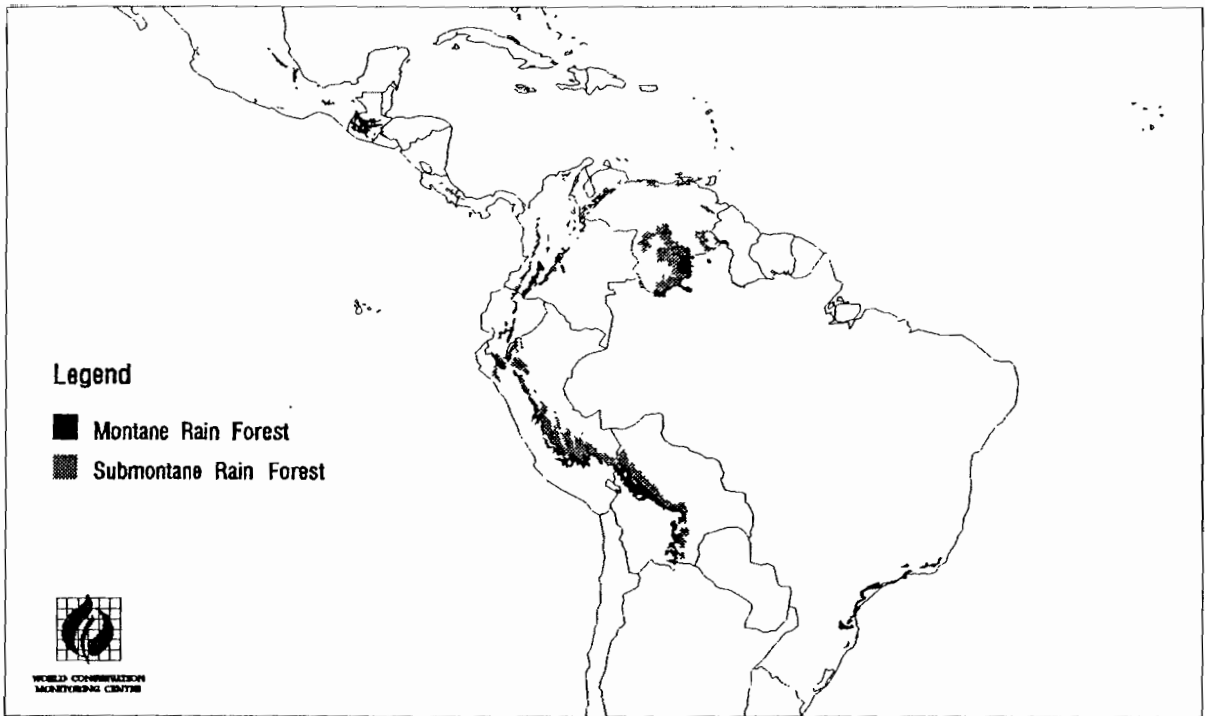 Legend
Montane Rain Forest
Submontane Rain Forest
WORLD CONSERVATION
MONITORING CENTRE